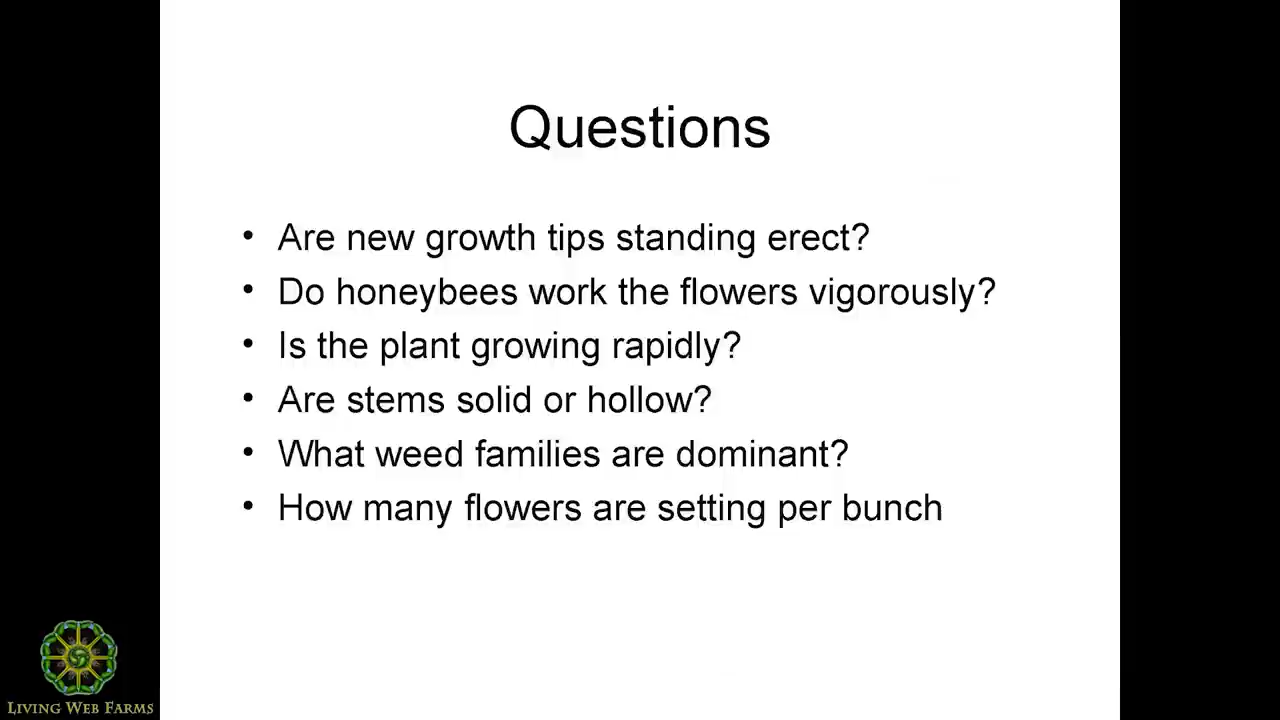 Questions
• Are new growth tips standing erect?
• Do honeybees work the flowers vigorously?
• Is the plant growing rapidly?
• Are stems solid or hollow?
• What weed families are dominant?
• How many flowers are setting per bunch
LIVING WEB FARMS